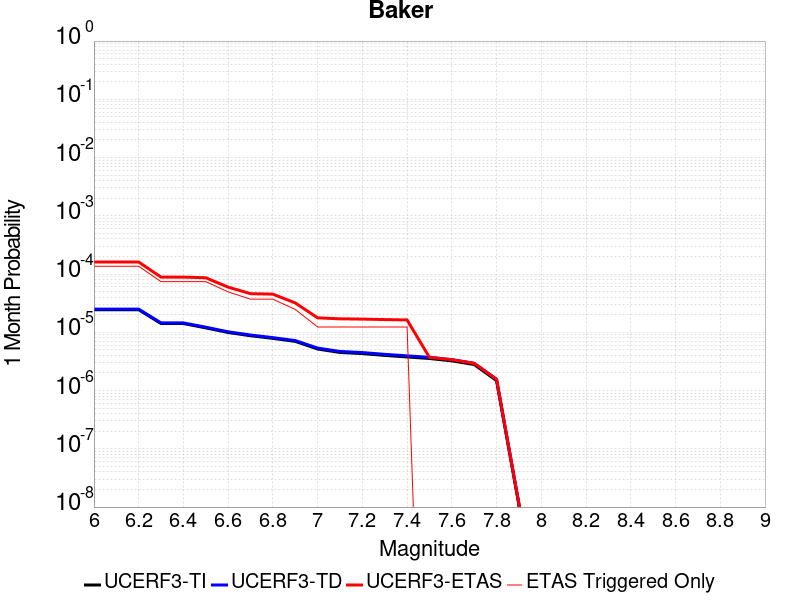 Baker
10^0
10^-1
10^-2
10^-3
10^-4
10^-5
10^-6
10^-7
10^-8
1 Month Probability
6 6.2 6.4 6.6 6.8 7 7.2 7.4 7.6 7.8 8 8.2 8.4 8.6 8.8 9
Magnitude
UCERF3-TI UCERF3-TD UCERF3-ETAS ETAS Triggered Only